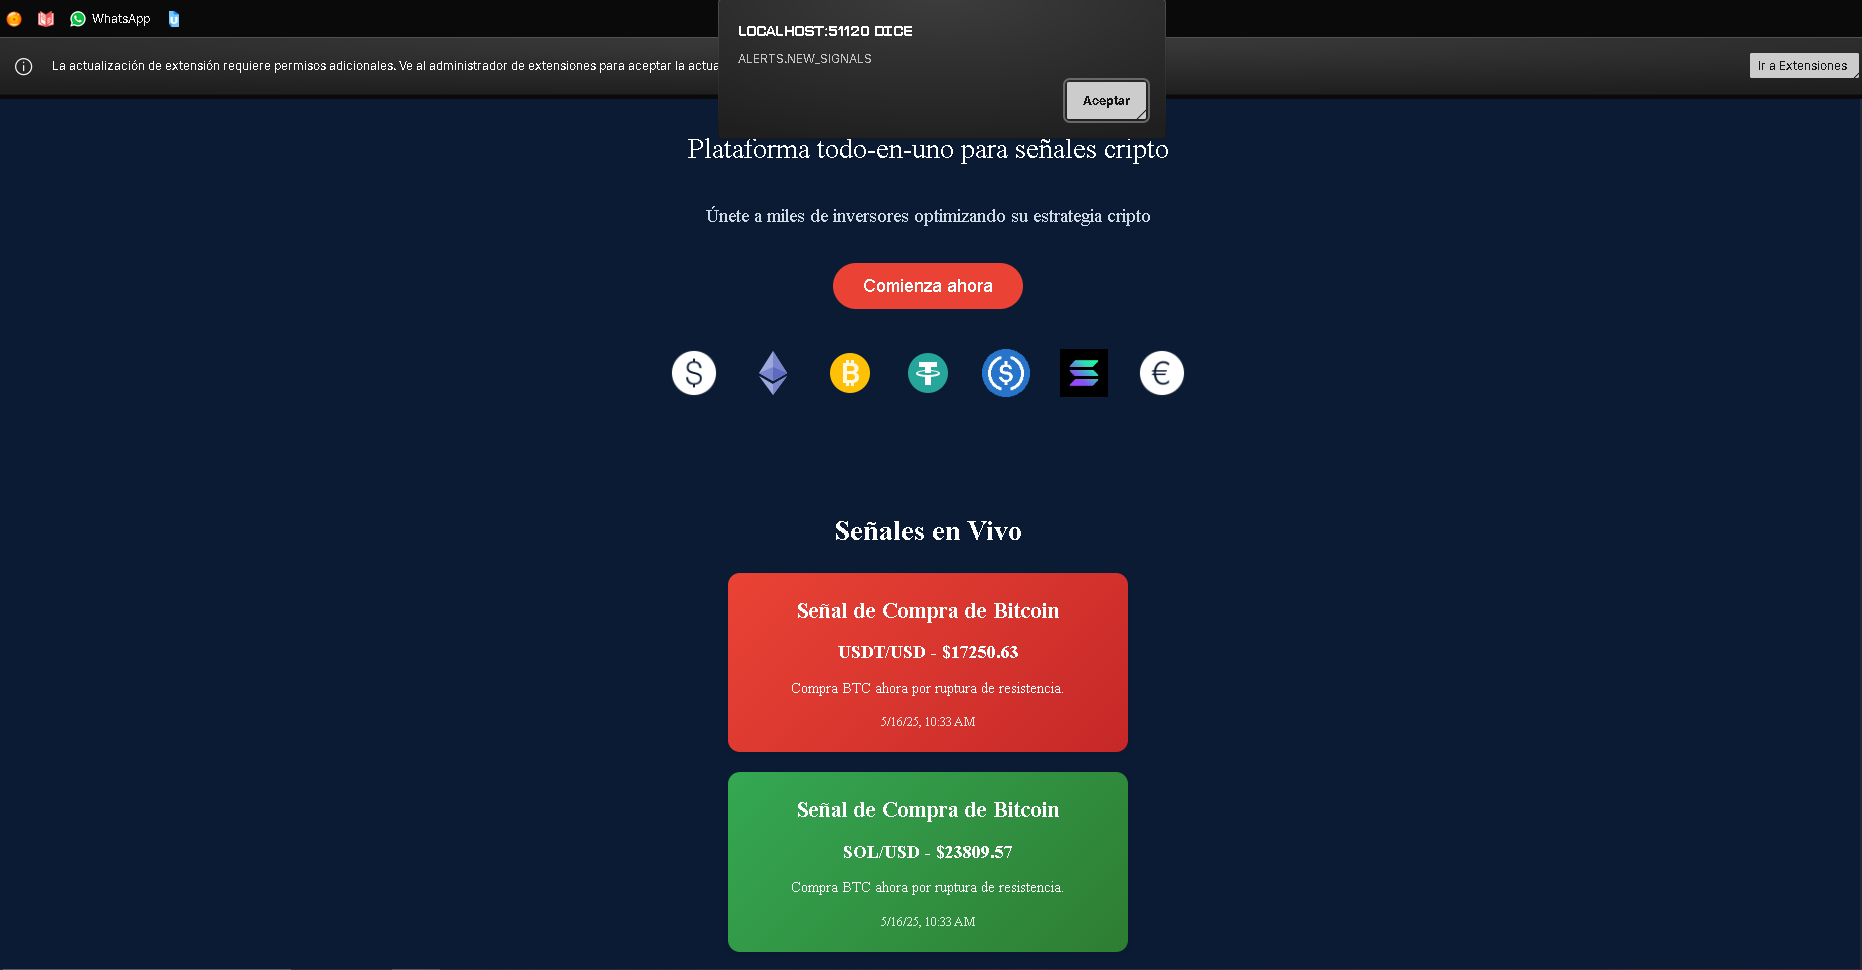 WhatsApp
La actualización de extensión requiere permisos adicionales. Ve al administrador de extensiones para aceptar la actua
Ir a Extensiones
LOCALHOST:51120 DICE
ALERTS.NEW_SIGNALS
Aceptar
Plataforma todo-en-uno para señales cripto
Únete a miles de inversores optimizando su estrategia cripto
Comienza ahora
Señales en Vivo
Señal de Compra de Bitcoin
USDT/USD - $17250.63
Compra BTC ahora por ruptura de resistencia.
5/16/25, 10:33 AM
Señal de Compra de Bitcoin
SOL/USD - $23809.57
Compra BTC ahora por ruptura de resistencia.
5/16/25, 10:33 AM